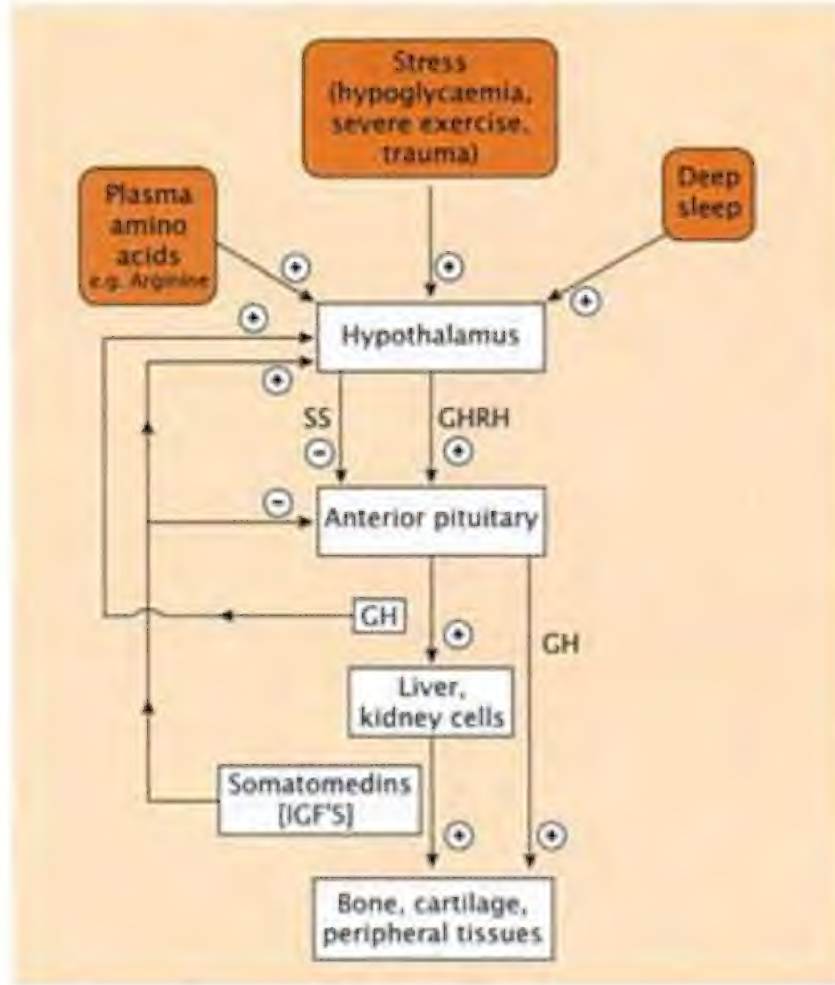 Stress
(hypoglycaemia,
severe exercise,
trauma)
Deep
sleep
Plasma
amino
acids
e.g. Arginine
+
+
+
+
Hypothalamus
+
SS
GHRH
−
+
−
Anterior pituitary
GH
+
GH
Liver,
kidney cells
Somatomedins
[IGF'S]
+
+
Bone, cartilage,
peripheral tissues